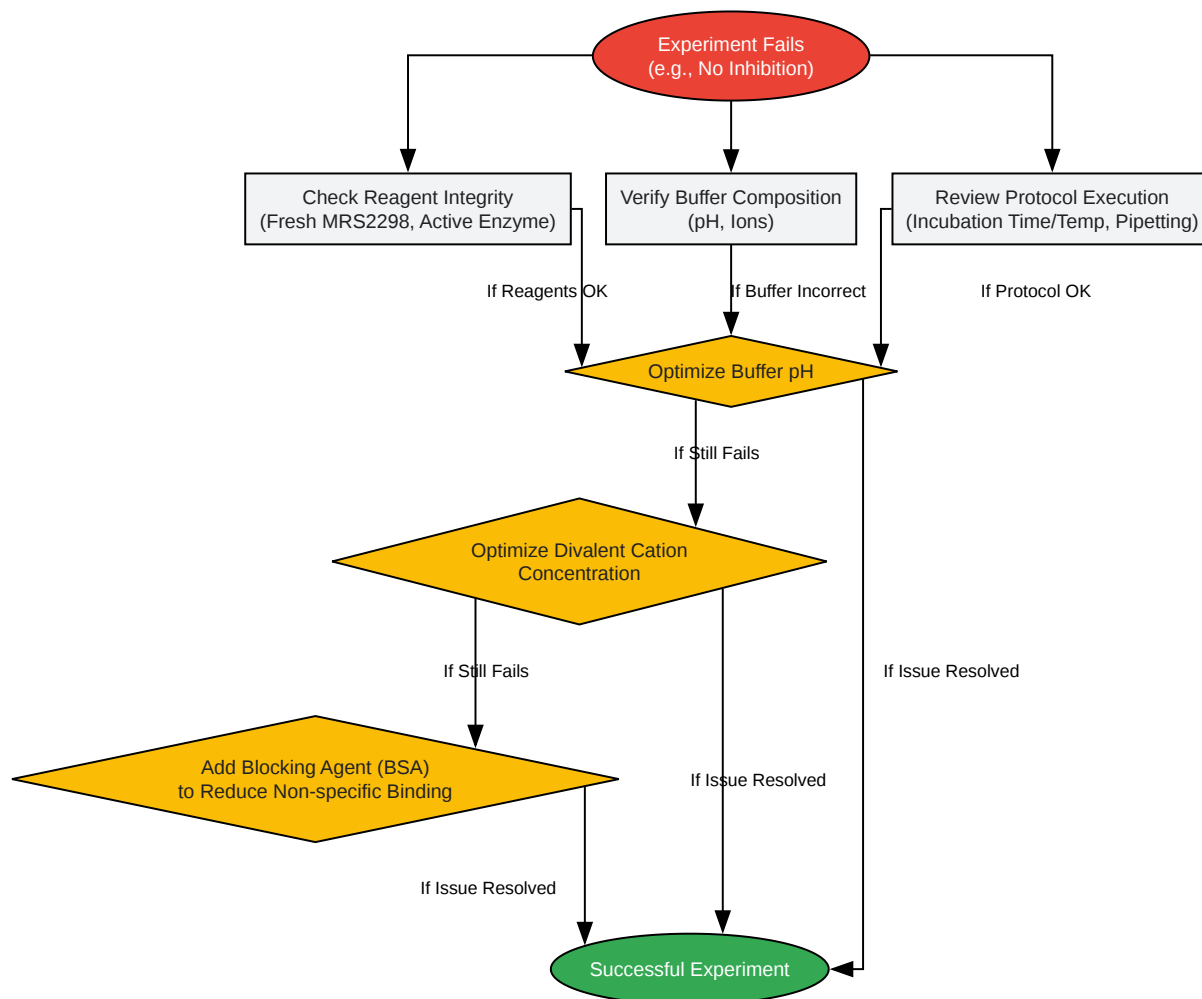 Experiment Fails
(e.g., No Inhibition)
Check Reagent Integrity
(Fresh MRS2298, Active Enzyme)
Verify Buffer Composition
(pH, Ions)
Review Protocol Execution
(Incubation Time/Temp, Pipetting)
If Reagents OK
If Buffer Incorrect
If Protocol OK
Optimize Buffer pH
If Still Fails
Optimize Divalent Cation
Concentration
If Still Fails
If Issue Resolved
Add Blocking Agent (BSA)
to Reduce Non-specific Binding
If Issue Resolved
If Issue Resolved
Successful Experiment